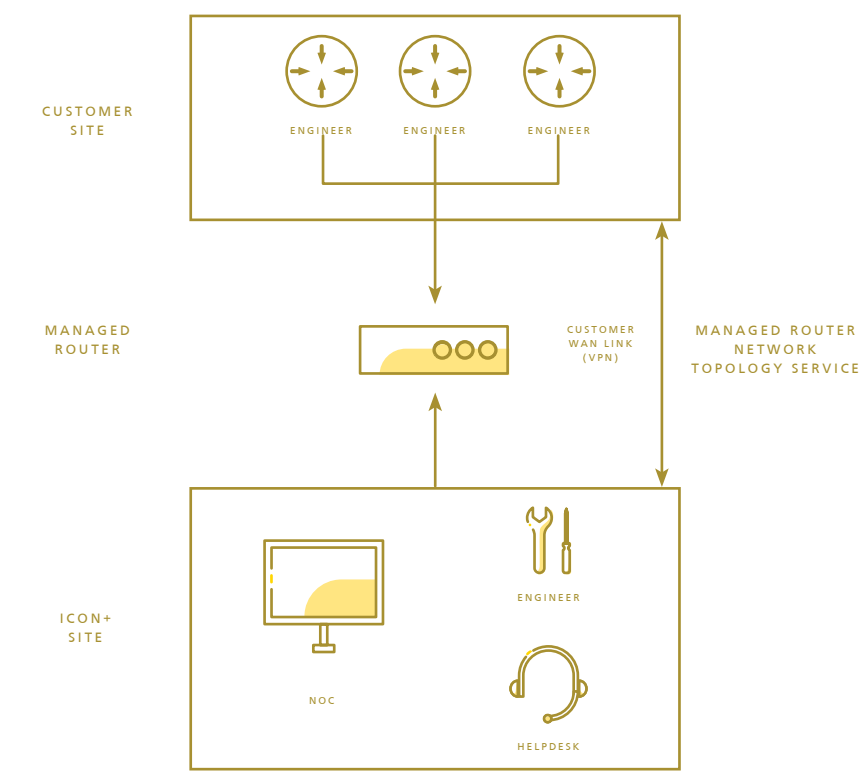 CUSTOMER
SITE
ENGINEER
ENGINEER
ENGINEER
MANAGED
ROUTER
CUSTOMER
WAN LINK
(VPN)
MANAGED ROUTER
NETWORK
TOPOLOGY SERVICE
ICON+
SITE
NOC
ENGINEER
HELPDESK